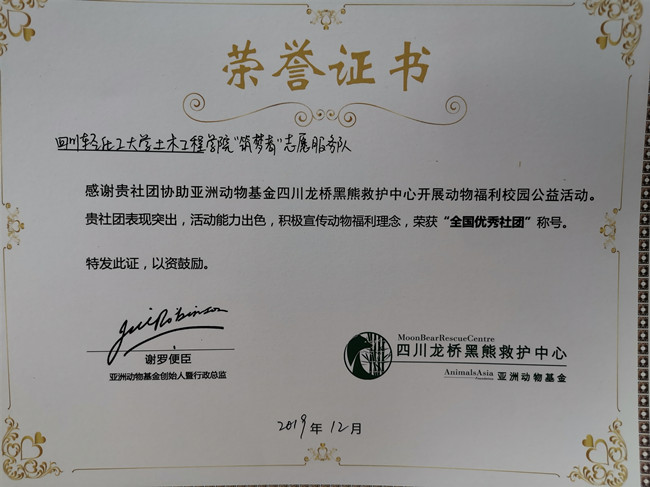 荣誉证书
四川轻化工大学土木工程学院“筑梦者”志愿服务队
感谢贵社团协助亚洲动物基金四川龙桥黑熊救护中心开展动物福利校园公益活动。
贵社团表现突出，活动能力出色，积极宣传动物福利理念，荣获“全国优秀社团”称号。
特发此证，以资鼓励。
Jill Robinson
谢罗便臣
亚洲动物基金创始人暨行政总监
MoonBearRescueCentre
四川龙桥黑熊救护中心
AnimalsAsia 亚洲动物基金
2019年12月